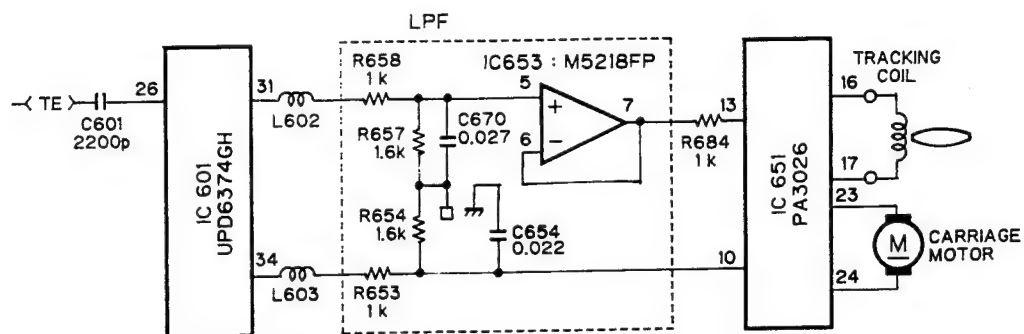 LPF
R658
1k
IC653 : M5218FP
TRACKING
COIL
26
31
5
7
13
16
TE
C601
2200p
L602
R657
1.6k
C670
0.027
+
6
−
R684
1k
17
23
IC 601
UPD6374GH
IC 651
PA3026
R654
1.6k
C654
0.022
M
CARRIAGE
MOTOR
34
10
24
L603
R653
1k